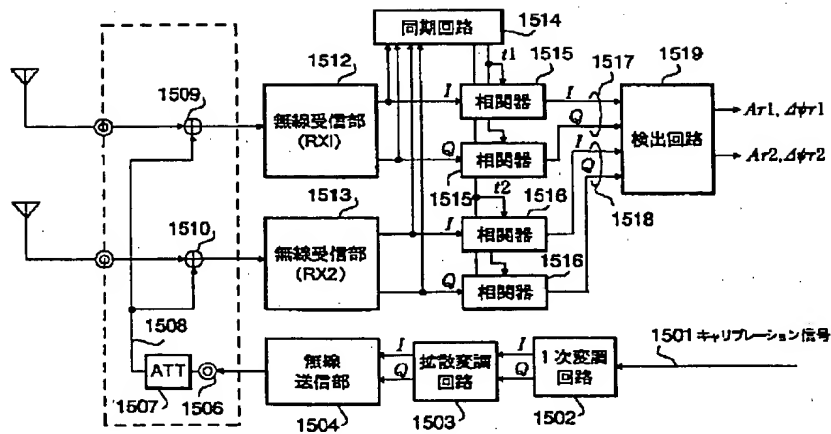 同期回路
1514
1512
t1
1515
1517
1519
1509
無線受信部
(RX1)
I
相関器
I
Q
相関器
Q
検出回路
Ar1, Δφr1
Ar2, Δφr2
1513
1515
t2
1516
I
1518
1510
無線受信部
(RX2)
I
相関器
Q
1516
Q
相関器
1508
ATT
1507
1506
無線
送信部
1504
I
Q
拡散変調
回路
1503
I
Q
1次変調
回路
1502
1501 キャリブレーション信号